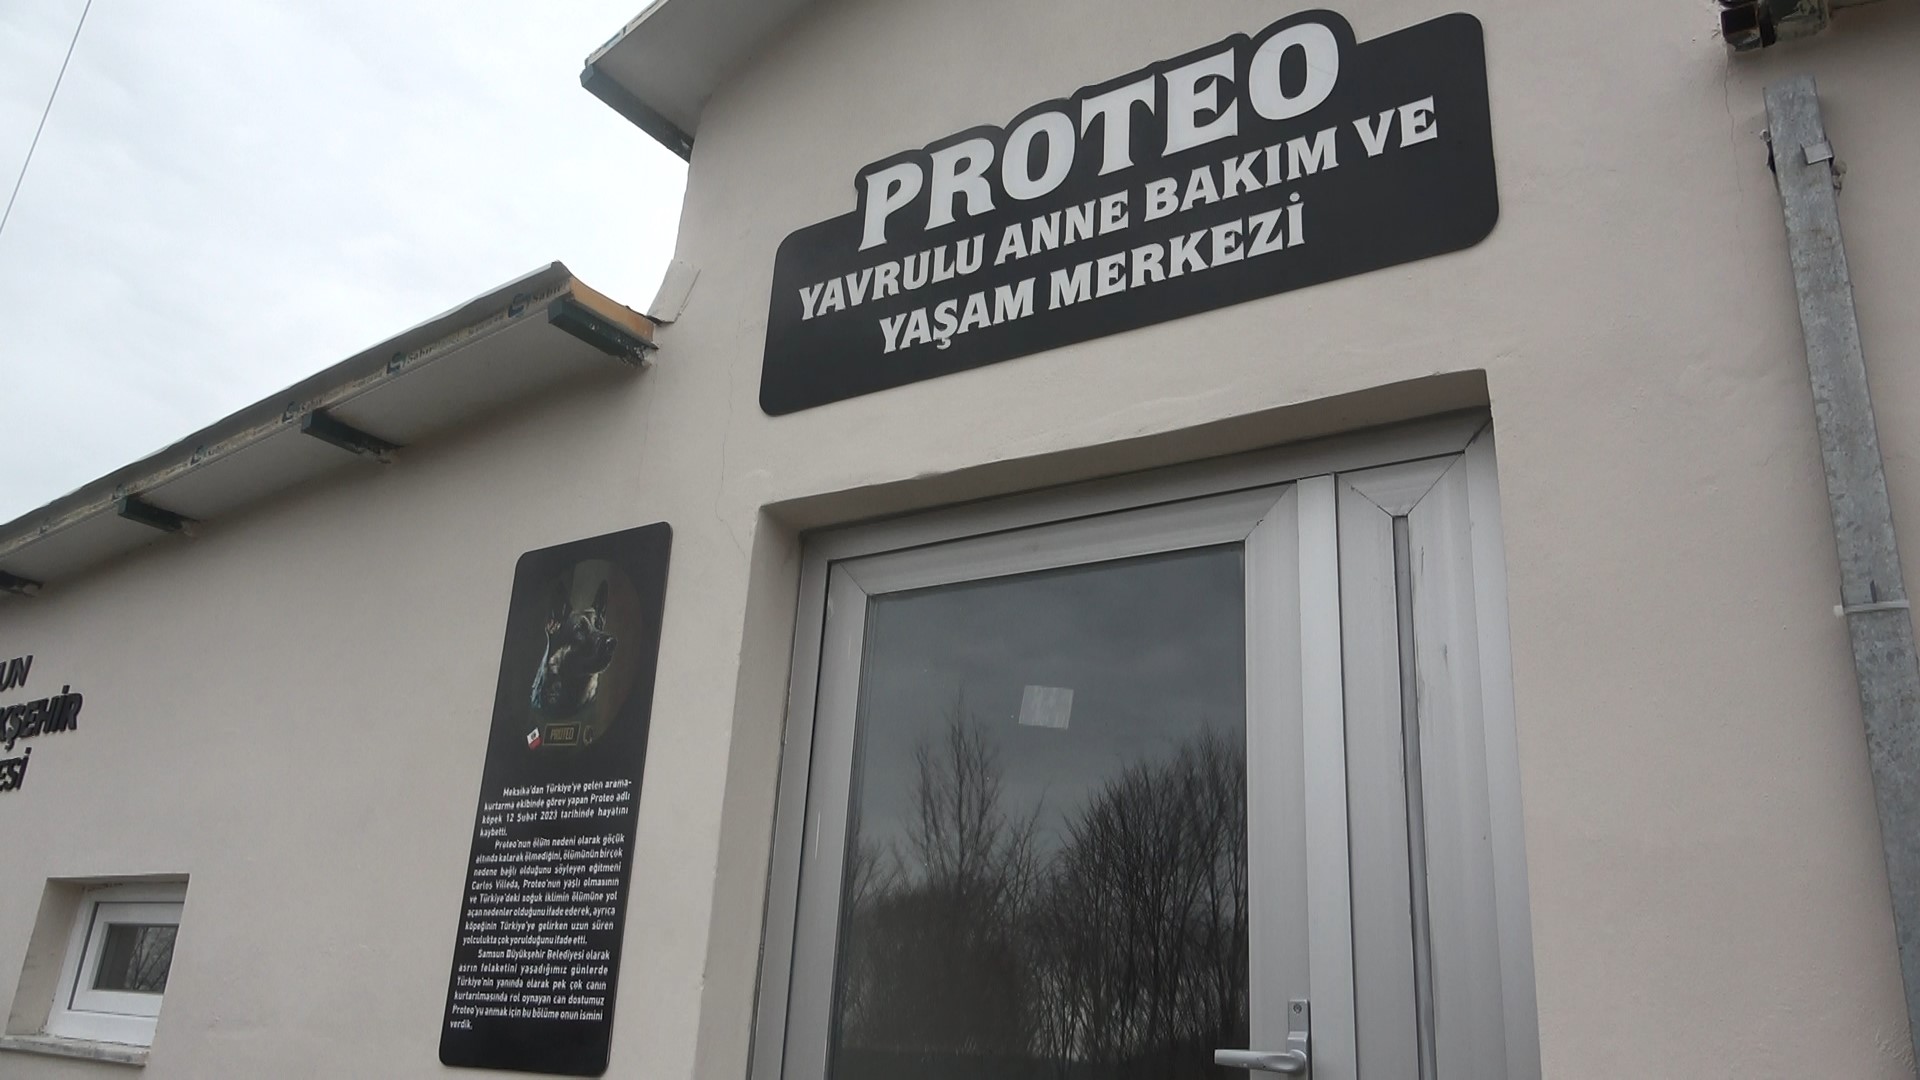 PROTEO
YAVRULU ANNE BAKIM VE
YAŞAM MERKEZİ
UN
KŞEHİR
ESİ
PROTEO
Meksika'dan Türkiye'ye gelen arama-
kurtarma ekibinde görev yapan Proteo adlı
köpek 12 Şubat 2023 tarihinde hayatını
kaybetti.
Proteo'nun ölüm nedeni olarak göçük
altında kalarak ölmediğini, ölümünün birçok
nedene bağlı olduğunu söyleyen eğitmeni
Carlos Villeda, Proteo'nun yaşlı olmasının
ve Türkiye'deki soğuk iklimin ölümüne yol
açan nedenler olduğunu ifade ederek, ayrıca
köpeğinin Türkiye'ye gelirken uzun süren
yolculukta çok yorulduğunu ifade etti.
Samsun Büyükşehir Belediyesi olarak
asrın felaketini yaşadığımız günlerde
Türkiye'nin yanında olarak pek çok canın
kurtarılmasında rol oynayan can dostumuz
Proteo'yu anmak için bu bölüme onun ismini
verdik.